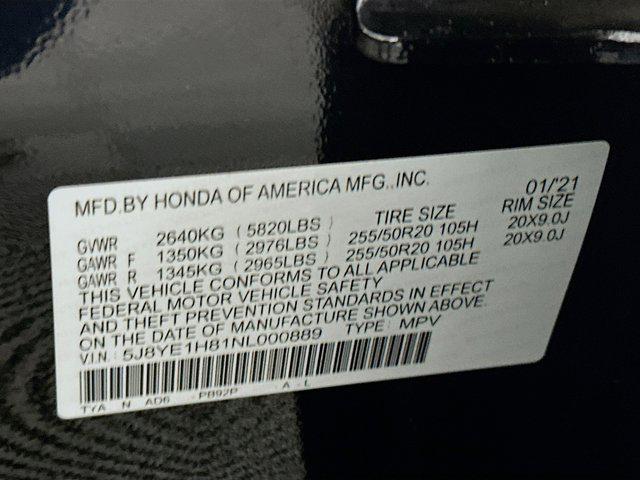 MFD.BY HONDA OF AMERICA MFG.,INC. 01/'21
GVWR 2640KG (5820LBS) TIRE SIZE RIM SIZE
GAWR F 1350KG (2976LBS) 255/50R20 105H 20X9.0J
GAWR R 1345KG (2965LBS) 255/50R20 105H 20X9.0J
THIS VEHICLE CONFORMS TO ALL APPLICABLE
FEDERAL MOTOR VEHICLE SAFETY
AND THEFT PREVENTION STANDARDS IN EFFECT
ON THE DATE OF MANUFACTURE SHOWN ABOVE.
VIN: 5J8YE1H81NL000889 TYPE: MPV
TYA N AD6 -PB92P A-L